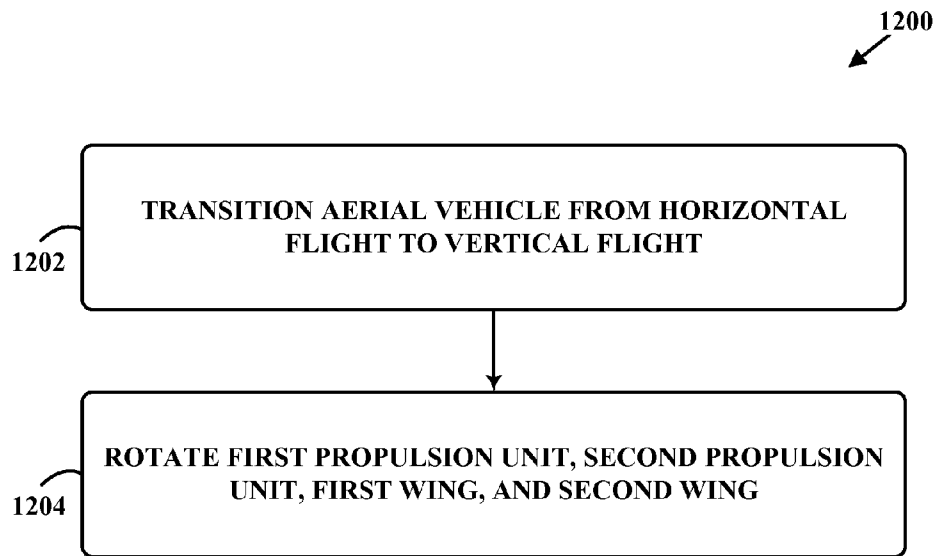 1200
TRANSITION AERIAL VEHICLE FROM HORIZONTAL
FLIGHT TO VERTICAL FLIGHT
1202
ROTATE FIRST PROPULSION UNIT, SECOND PROPULSION
UNIT, FIRST WING, AND SECOND WING
1204